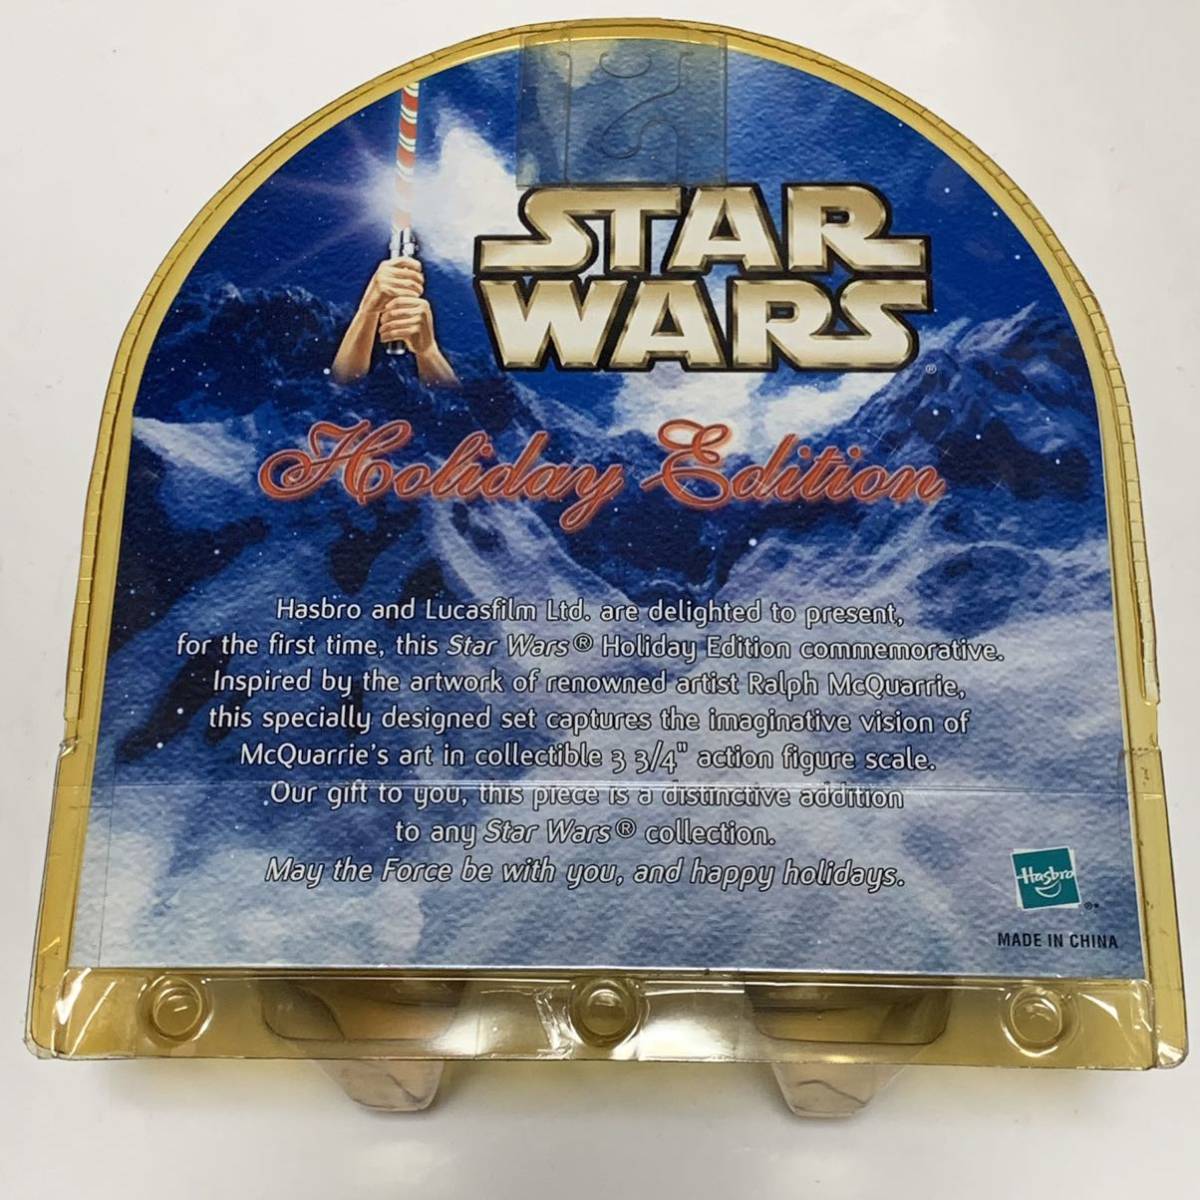 STAR
WARS
®
Holiday Edition
Hasbro and Lucasfilm Ltd. are delighted to present,
for the first time, this Star Wars® Holiday Edition commemorative.
Inspired by the artwork of renowned artist Ralph McQuarrie,
this specially designed set captures the imaginative vision of
McQuarrie's art in collectible 3 3/4" action figure scale.
Our gift to you, this piece is a distinctive addition
to any Star Wars® collection.
May the Force be with you, and happy holidays.
Hasbro
®*
MADE IN CHINA